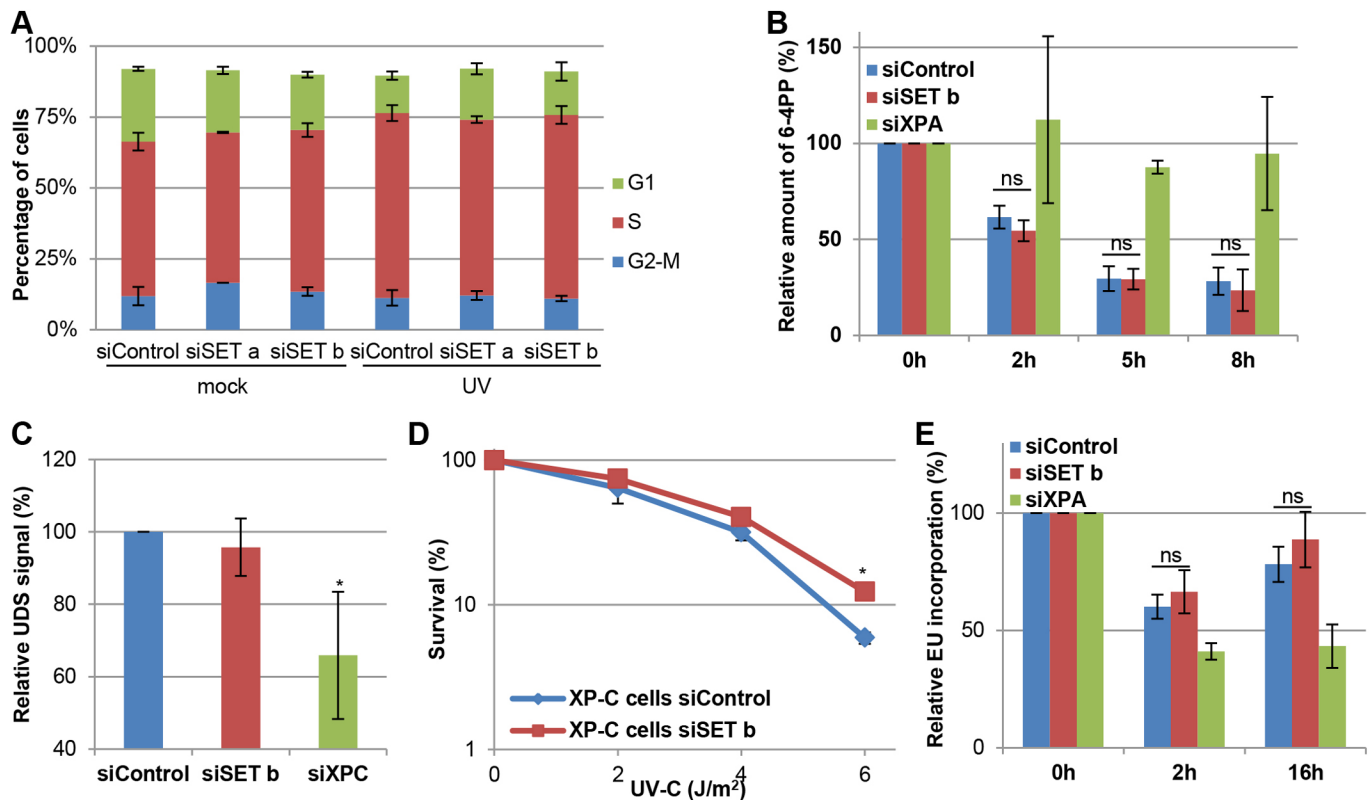 A
Percentage of cells
100%
75%
50%
25%
0%
siControl siSET a siSET b siControl siSET a siSET b
mock UV
G1
S
G2-M
B
Relative amount of 6-4PP (%)
150
100
50
0
siControl
siSET b
siXPA
ns
ns
ns
0h 2h 5h 8h
C
Relative UDS signal (%)
120
100
80
60
40
*
siControl siSET b siXPC
D
Survival (%)
100
10
1
*
XP-C cells siControl
XP-C cells siSET b
0 2 4 6
UV-C (J/m²)
E
Relative EU incorporation (%)
100
50
0
siControl
siSET b
siXPA
ns
ns
0h 2h 16h